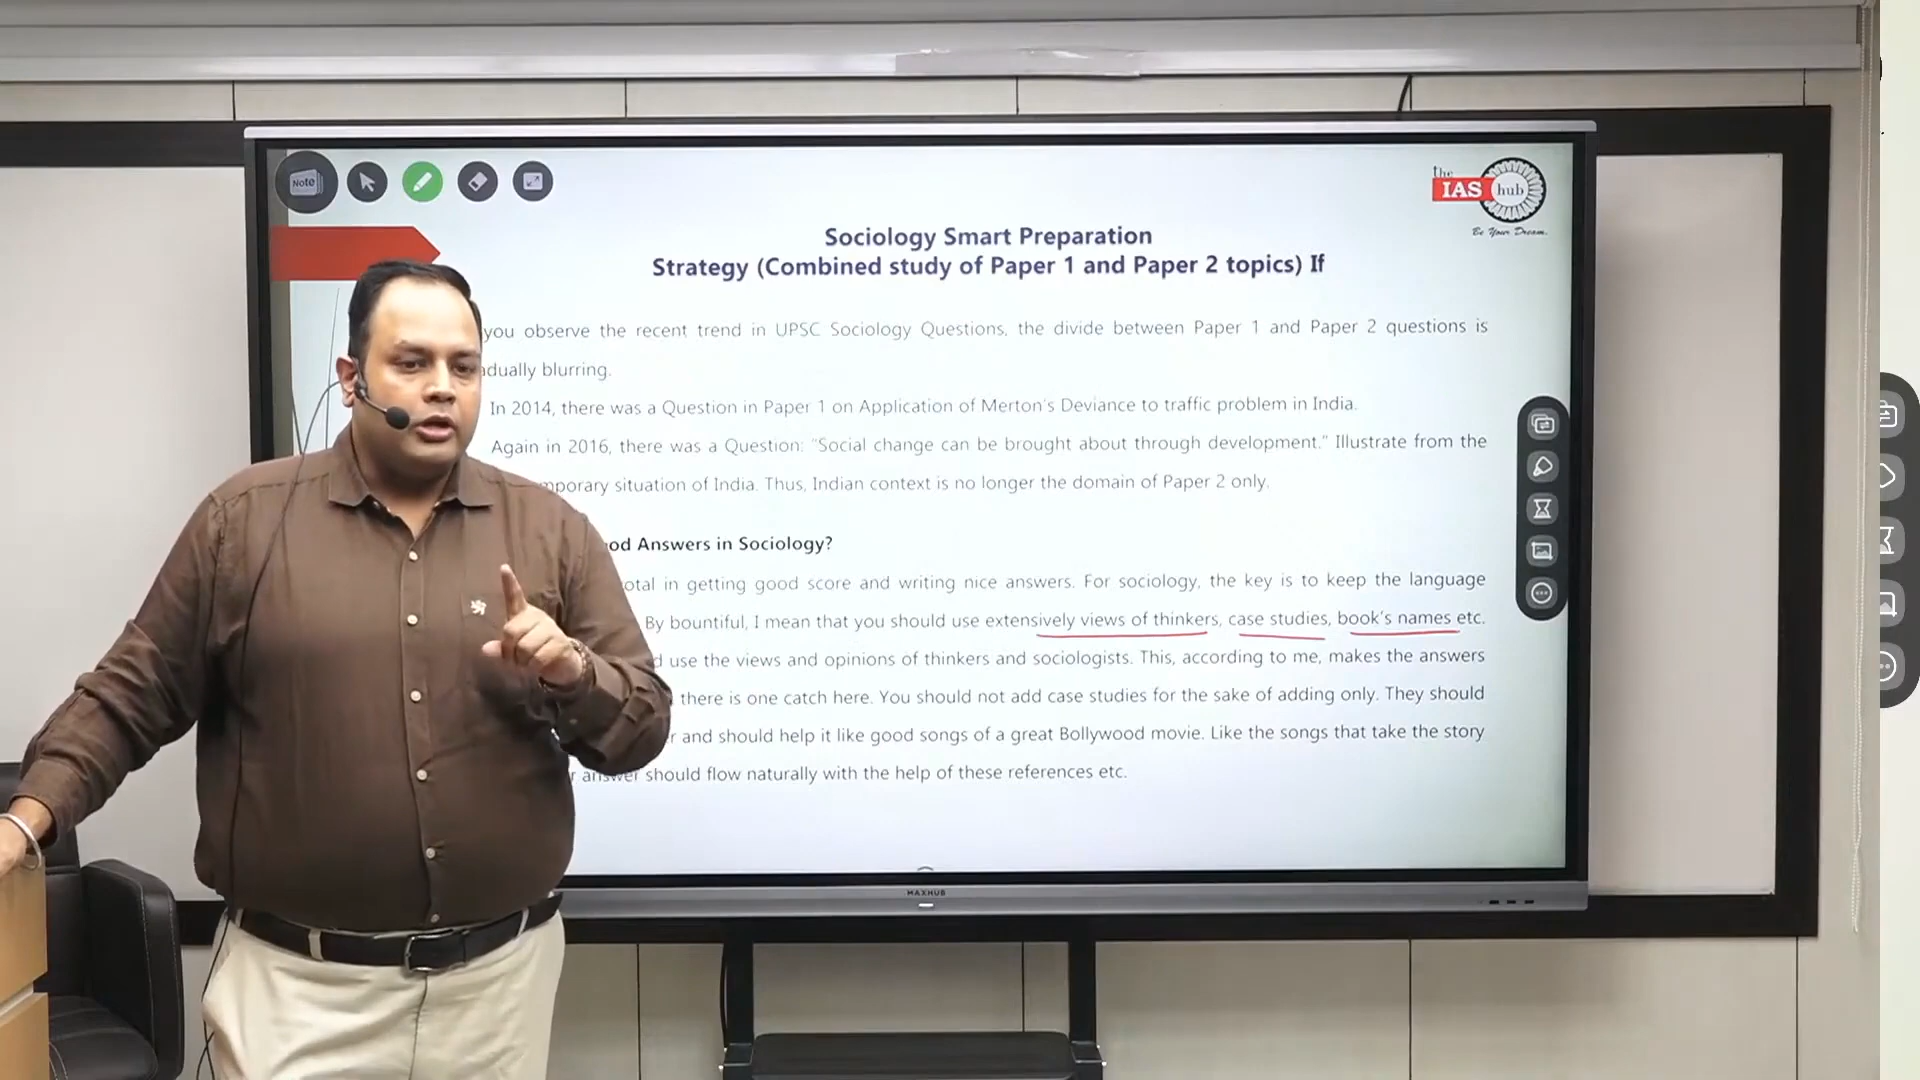 Note
the
IAS hub
Be Your Dream.
Sociology Smart Preparation
Strategy (Combined study of Paper 1 and Paper 2 topics) If
you observe the recent trend in UPSC Sociology Questions, the divide between Paper 1 and Paper 2 questions is
dually blurring.
In 2014, there was a Question in Paper 1 on Application of Merton's Deviance to traffic problem in India.
Again in 2016, there was a Question: "Social change can be brought about through development." Illustrate from the
mporary situation of India. Thus, Indian context is no longer the domain of Paper 2 only.
od Answers in Sociology?
otal in getting good score and writing nice answers. For sociology, the key is to keep the language
By bountiful, I mean that you should use extensively views of thinkers, case studies, book's names etc.
d use the views and opinions of thinkers and sociologists. This, according to me, makes the answers
there is one catch here. You should not add case studies for the sake of adding only. They should
r and should help it like good songs of a great Bollywood movie. Like the songs that take the story
r answer should flow naturally with the help of these references etc.
MAXHUB